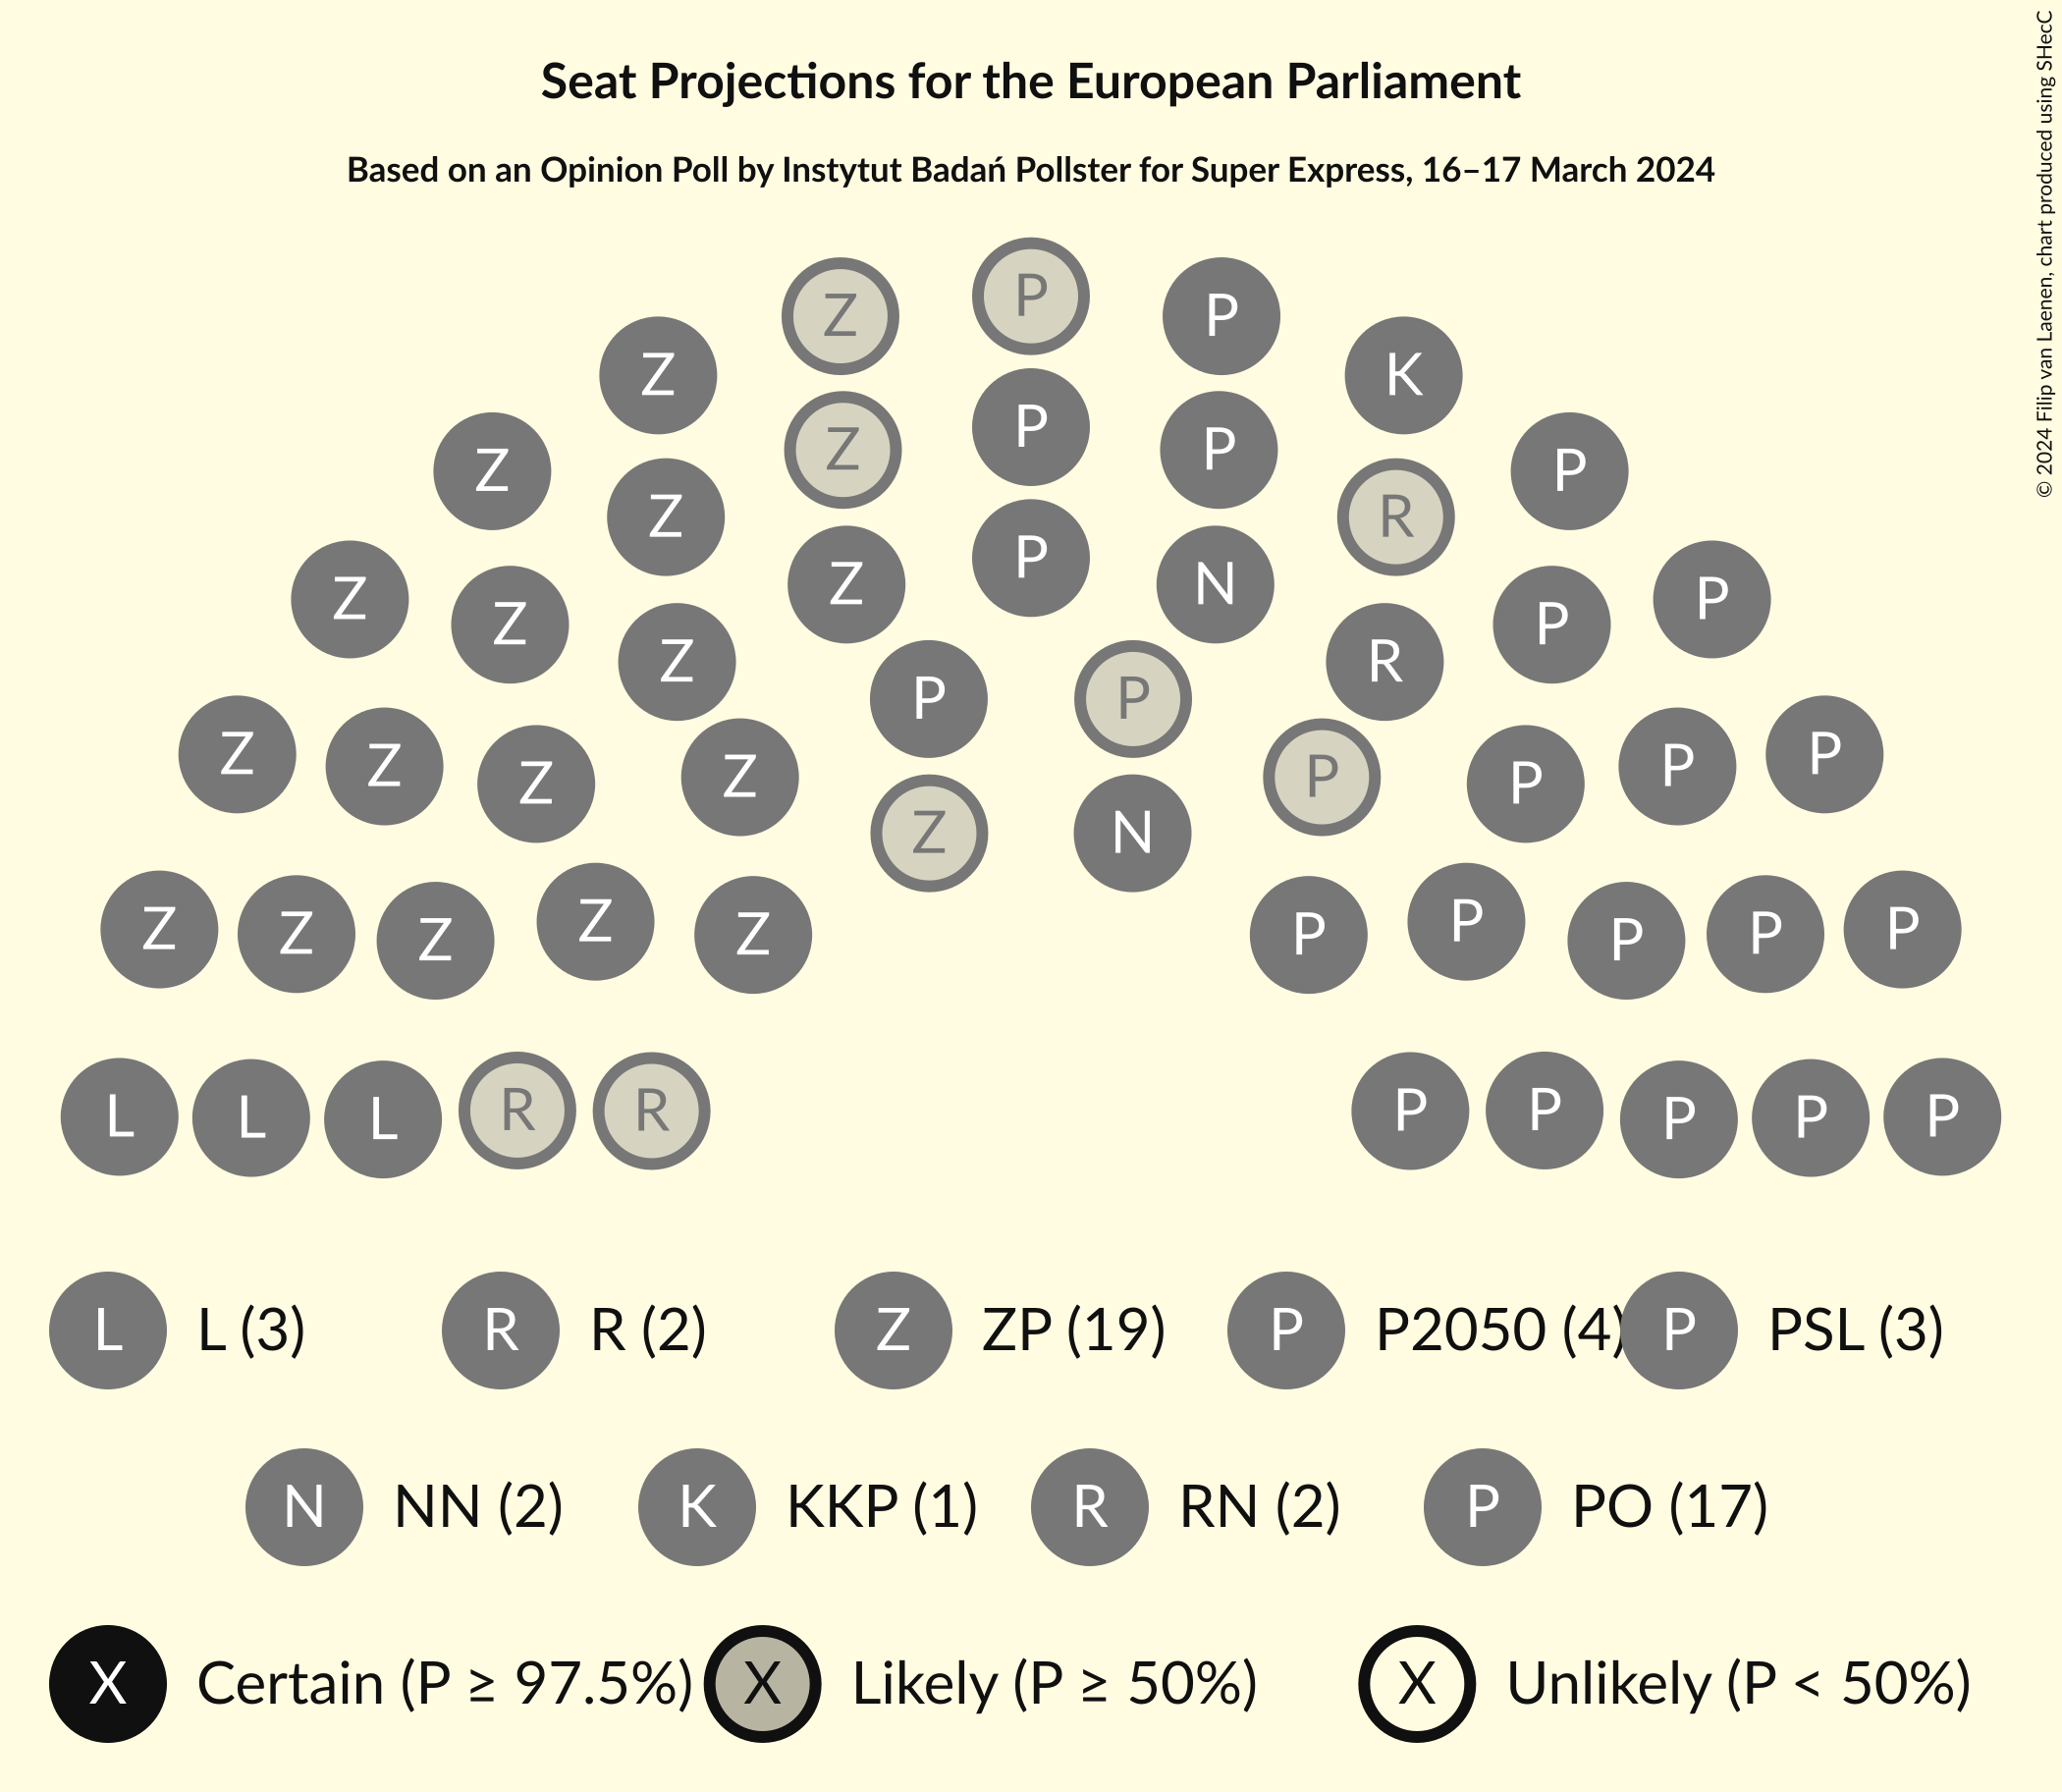 Seat Projections for the European Parliament
Based on an Opinion Poll by Instytut Badań Pollster for Super Express, 16–17 March 2024
© 2024 Filip van Laenen, chart produced using SHecC
Z P P
Z K
Z P
Z P P
Z R
Z P
Z N
Z P
Z R
P P
Z Z Z Z P P P P
Z N
Z Z Z Z Z P P P P P
L L L R R P P P P P
L L (3) R R (2) Z ZP (19) P P2050 (4) P PSL (3)
N NN (2) K KKP (1) R RN (2) P PO (17)
X Certain (P ≥ 97.5%) X Likely (P ≥ 50%) X Unlikely (P < 50%)